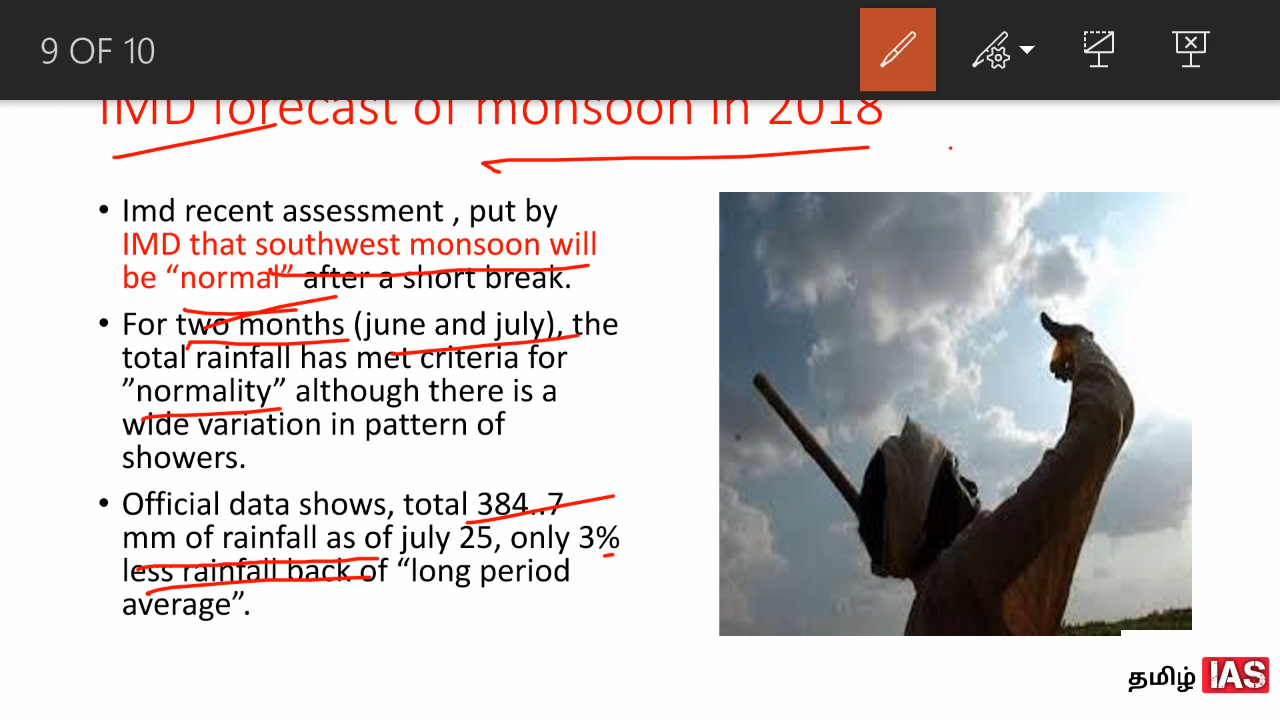 9 OF 10
IMD forecast of monsoon in 2018
• Imd recent assessment , put by
IMD that southwest monsoon will
be “normal” after a short break.
• For two months (june and july), the
total rainfall has met criteria for
”normality” although there is a
wide variation in pattern of
showers.
• Official data shows, total 384..7
mm of rainfall as of july 25, only 3%
less rainfall back of “long period
average”.
தமிழ் IAS